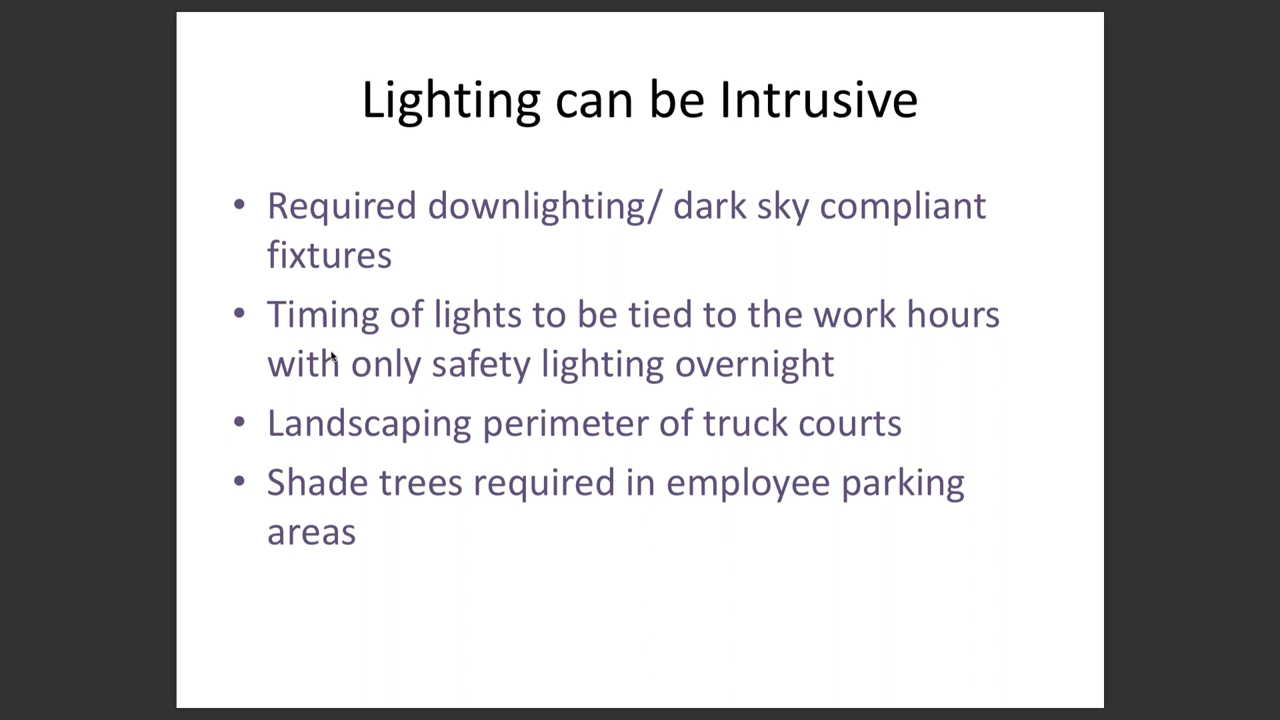 Lighting can be Intrusive
• Required downlighting/ dark sky compliant
fixtures
• Timing of lights to be tied to the work hours
with only safety lighting overnight
• Landscaping perimeter of truck courts
• Shade trees required in employee parking
areas